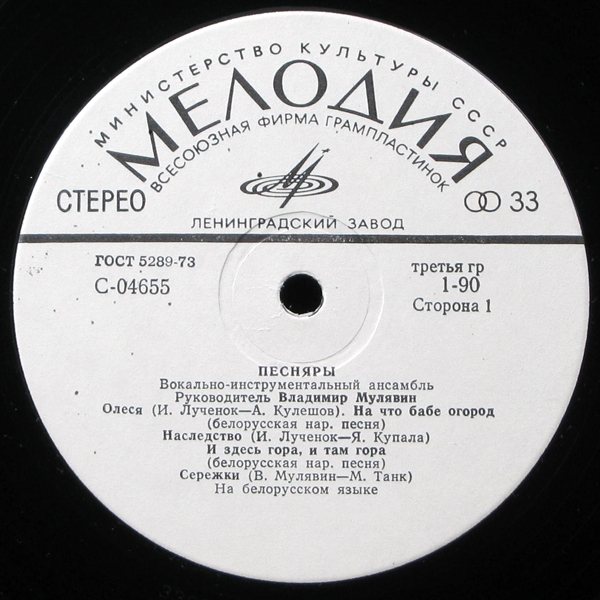 МИНИСТЕРСТВО КУЛЬТУРЫ СССР
МЕЛОДИЯ
ВСЕСОЮЗНАЯ ФИРМА ГРАМПЛАСТИНОК
СТЕРЕО
33
ЛЕНИНГРАДСКИЙ ЗАВОД
ГОСТ 5289-73
С-04655
третья гр
1-90
Сторона 1
ПЕСНЯРЫ
Вокально-инструментальный ансамбль
Руководитель Владимир Мулявин
Олеся (И. Лученок—А. Кулешов). На что бабе огород
(белорусская нар. песня)
Наследство (И. Лученок—Я. Купала)
И здесь гора, и там гора
(белорусская нар. песня)
Сережки (В. Мулявин—М. Танк)
На белорусском языке